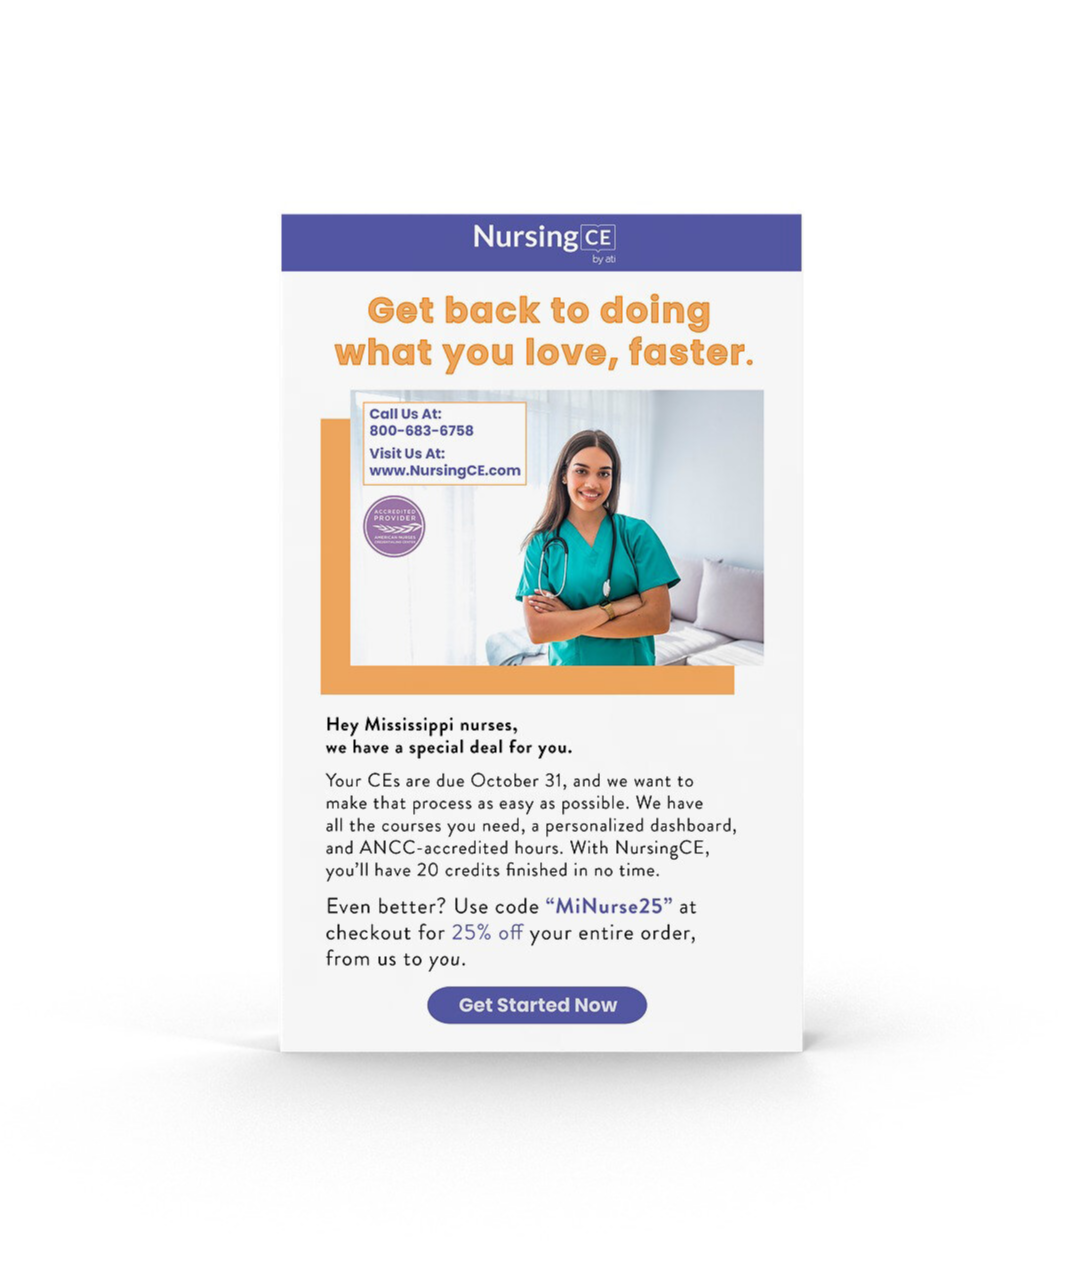 Nursing CE
by ati
Get back to doing
what you love, faster.
Call Us At:
800-683-6758
Visit Us At:
www.NursingCE.com
ACCREDITED
PROVIDER
AMERICAN NURSES
CREDENTIALING CENTER
Hey Mississippi nurses,
we have a special deal for you.
Your CEs are due October 31, and we want to
make that process as easy as possible. We have
all the courses you need, a personalized dashboard,
and ANCC-accredited hours. With NursingCE,
you’ll have 20 credits finished in no time.
Even better? Use code “MiNurse25” at
checkout for 25% off your entire order,
from us to you.
Get Started Now